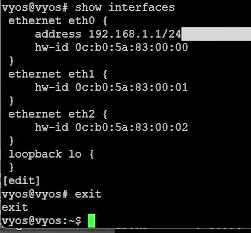 vyos@vyos# show interfaces
ethernet eth0 {
address 192.168.1.1/24
hw-id 0c:b0:5a:83:00:00
}
ethernet eth1 {
hw-id 0c:b0:5a:83:00:01
}
ethernet eth2 {
hw-id 0c:b0:5a:83:00:02
}
loopback lo {
}
[edit]
vyos@vyos# exit
exit
vyos@vyos:~$